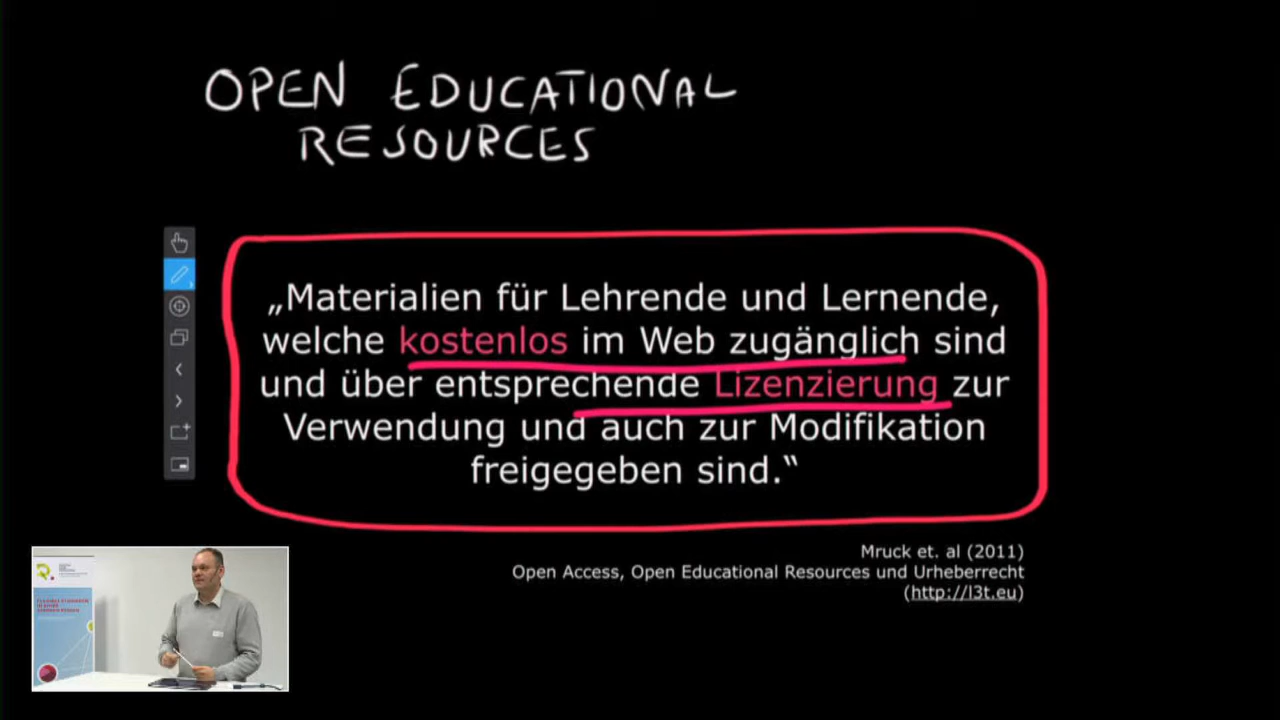 OPEN EDUCATIONAL
RESOURCES
„Materialien für Lehrende und Lernende,
welche kostenlos im Web zugänglich sind
und über entsprechende Lizenzierung zur
Verwendung und auch zur Modifikation
freigegeben sind.“
Mruck et. al (2011)
Open Access, Open Educational Resources und Urheberrecht
(http://l3t.eu)